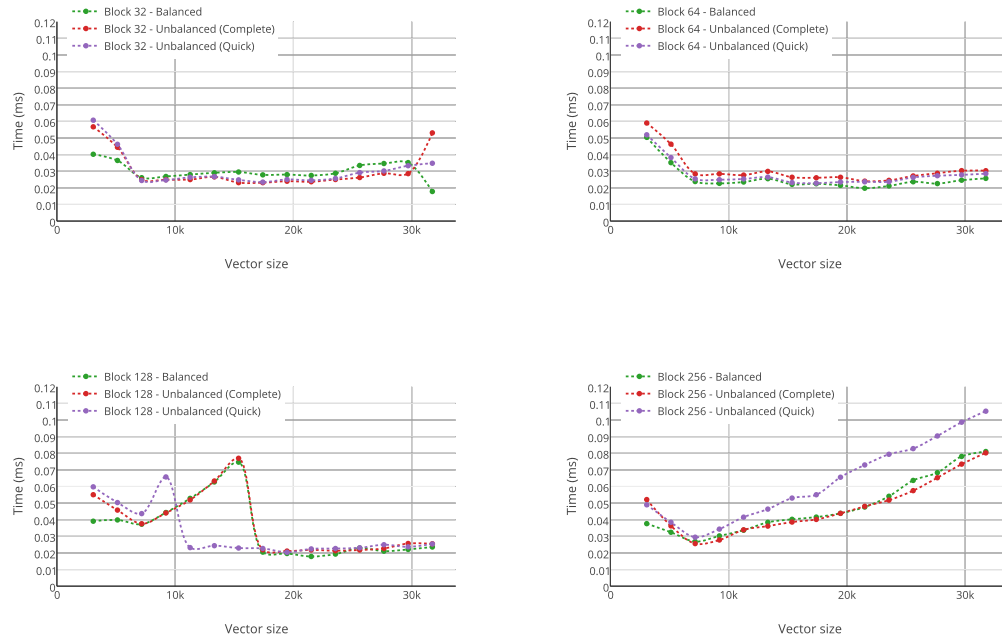 Block 32 - Balanced
Block 32 - Unbalanced (Complete)
Block 32 - Unbalanced (Quick)
0.12
0.11
0.1
0.09
0.08
0.07
0.06
0.05
0.04
0.03
0.02
0.01
0
Time (ms)
0 10k 20k 30k
Vector size
Block 64 - Balanced
Block 64 - Unbalanced (Complete)
Block 64 - Unbalanced (Quick)
0.12
0.11
0.1
0.09
0.08
0.07
0.06
0.05
0.04
0.03
0.02
0.01
0
Time (ms)
0 10k 20k 30k
Vector size
Block 128 - Balanced
Block 128 - Unbalanced (Complete)
Block 128 - Unbalanced (Quick)
0.12
0.11
0.1
0.09
0.08
0.07
0.06
0.05
0.04
0.03
0.02
0.01
0
Time (ms)
0 10k 20k 30k
Vector size
Block 256 - Balanced
Block 256 - Unbalanced (Complete)
Block 256 - Unbalanced (Quick)
0.12
0.11
0.1
0.09
0.08
0.07
0.06
0.05
0.04
0.03
0.02
0.01
0
Time (ms)
0 10k 20k 30k
Vector size